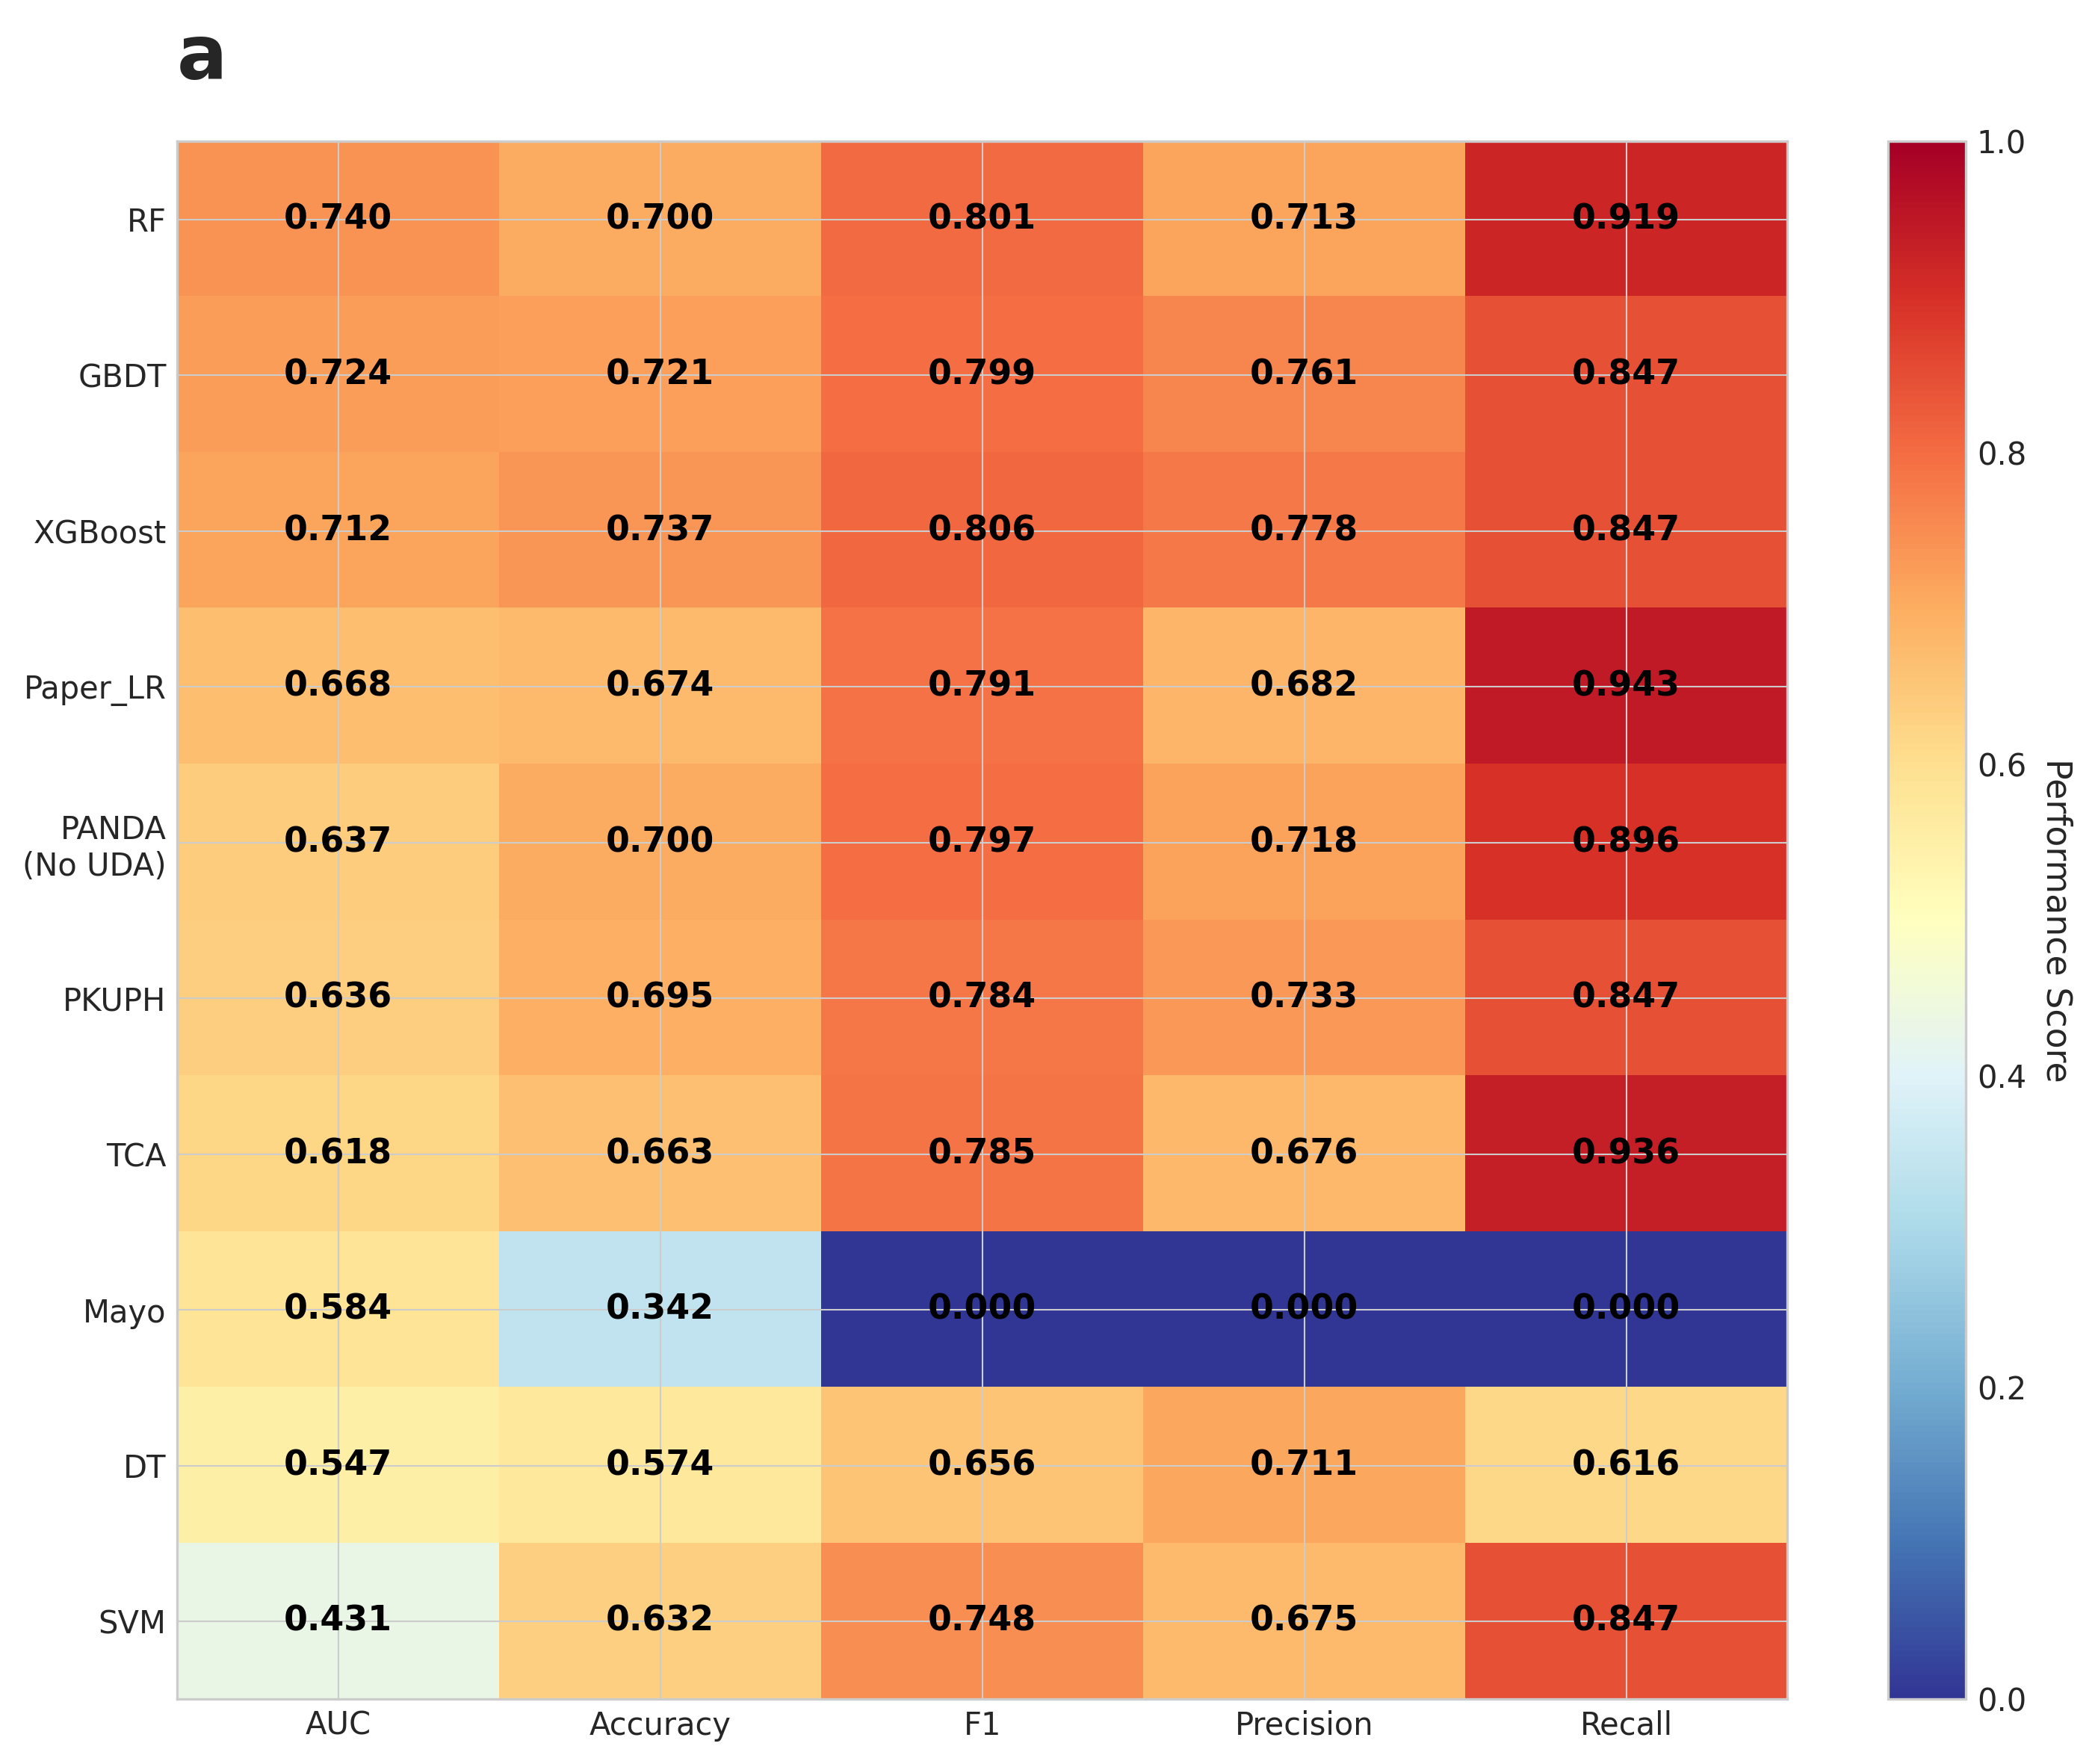 a
RF 0.740 0.700 0.801 0.713 0.919
GBDT 0.724 0.721 0.799 0.761 0.847
XGBoost 0.712 0.737 0.806 0.778 0.847
Paper_LR 0.668 0.674 0.791 0.682 0.943
PANDA
(No UDA) 0.637 0.700 0.797 0.718 0.896
PKUPH 0.636 0.695 0.784 0.733 0.847
TCA 0.618 0.663 0.785 0.676 0.936
Mayo 0.584 0.342 0.000 0.000 0.000
DT 0.547 0.574 0.656 0.711 0.616
SVM 0.431 0.632 0.748 0.675 0.847
AUC Accuracy F1 Precision Recall
1.0
0.8
0.6
0.4
0.2
0.0
Performance Score